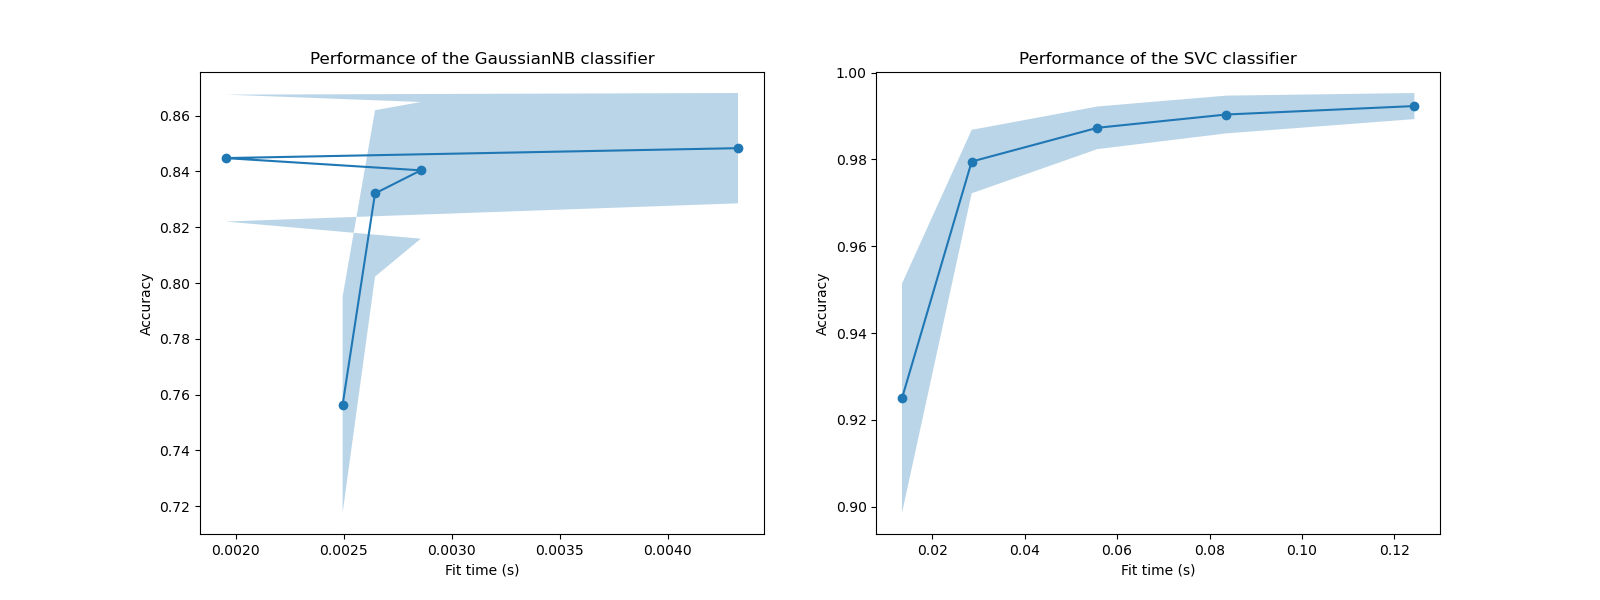 Performance of the GaussianNB classifier
Accuracy
0.86
0.84
0.82
0.80
0.78
0.76
0.74
0.72
0.0020 0.0025 0.0030 0.0035 0.0040
Fit time (s)
Performance of the SVC classifier
Accuracy
1.00
0.98
0.96
0.94
0.92
0.90
0.02 0.04 0.06 0.08 0.10 0.12
Fit time (s)